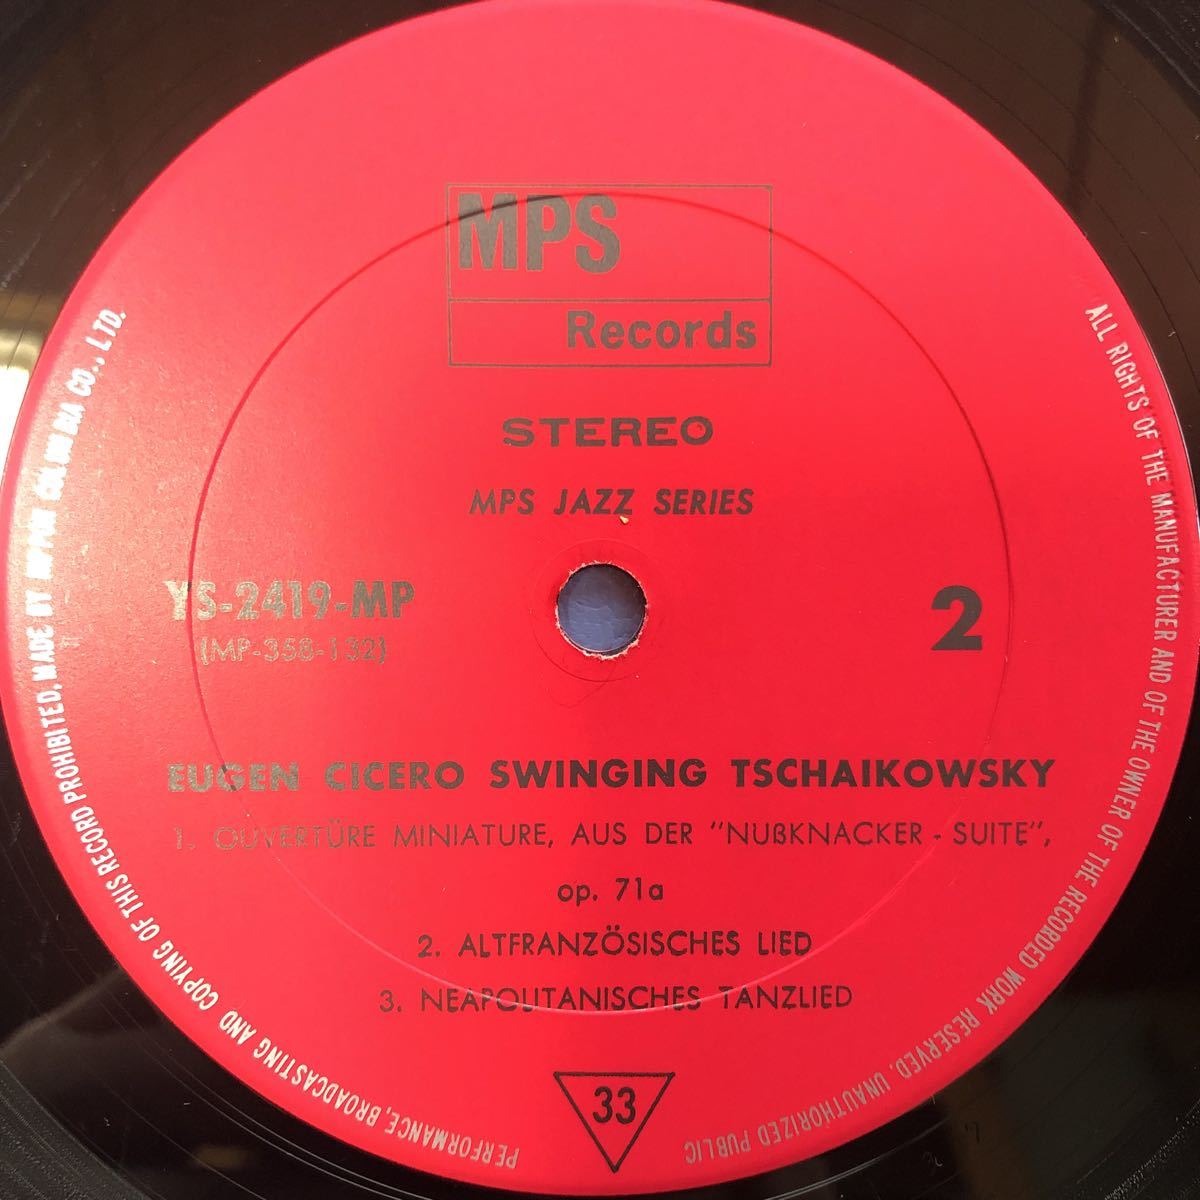 MPS
Records
STEREO
MPS JAZZ SERIES
YS-2419-MP
(MP-358-132)
2
EUGEN CICERO SWINGING TSCHAIKOWSKY
1. OUVERTÜRE MINIATURE, AUS DER "NUßKNACKER - SUITE",
op. 71a
2. ALTFRANZÖSISCHES LIED
3. NEAPOLITANISCHES TANZLIED
33
ALL RIGHTS OF THE MANUFACTURER AND OF THE OWNER OF THE RECORDED WORK RESERVED. UNAUTHORIZED PUBLIC PERFORMANCE, BROADCASTING AND COPYING OF THIS RECORD PROHIBITED. MADE BY NIPPON COLUMBIA CO., LTD.